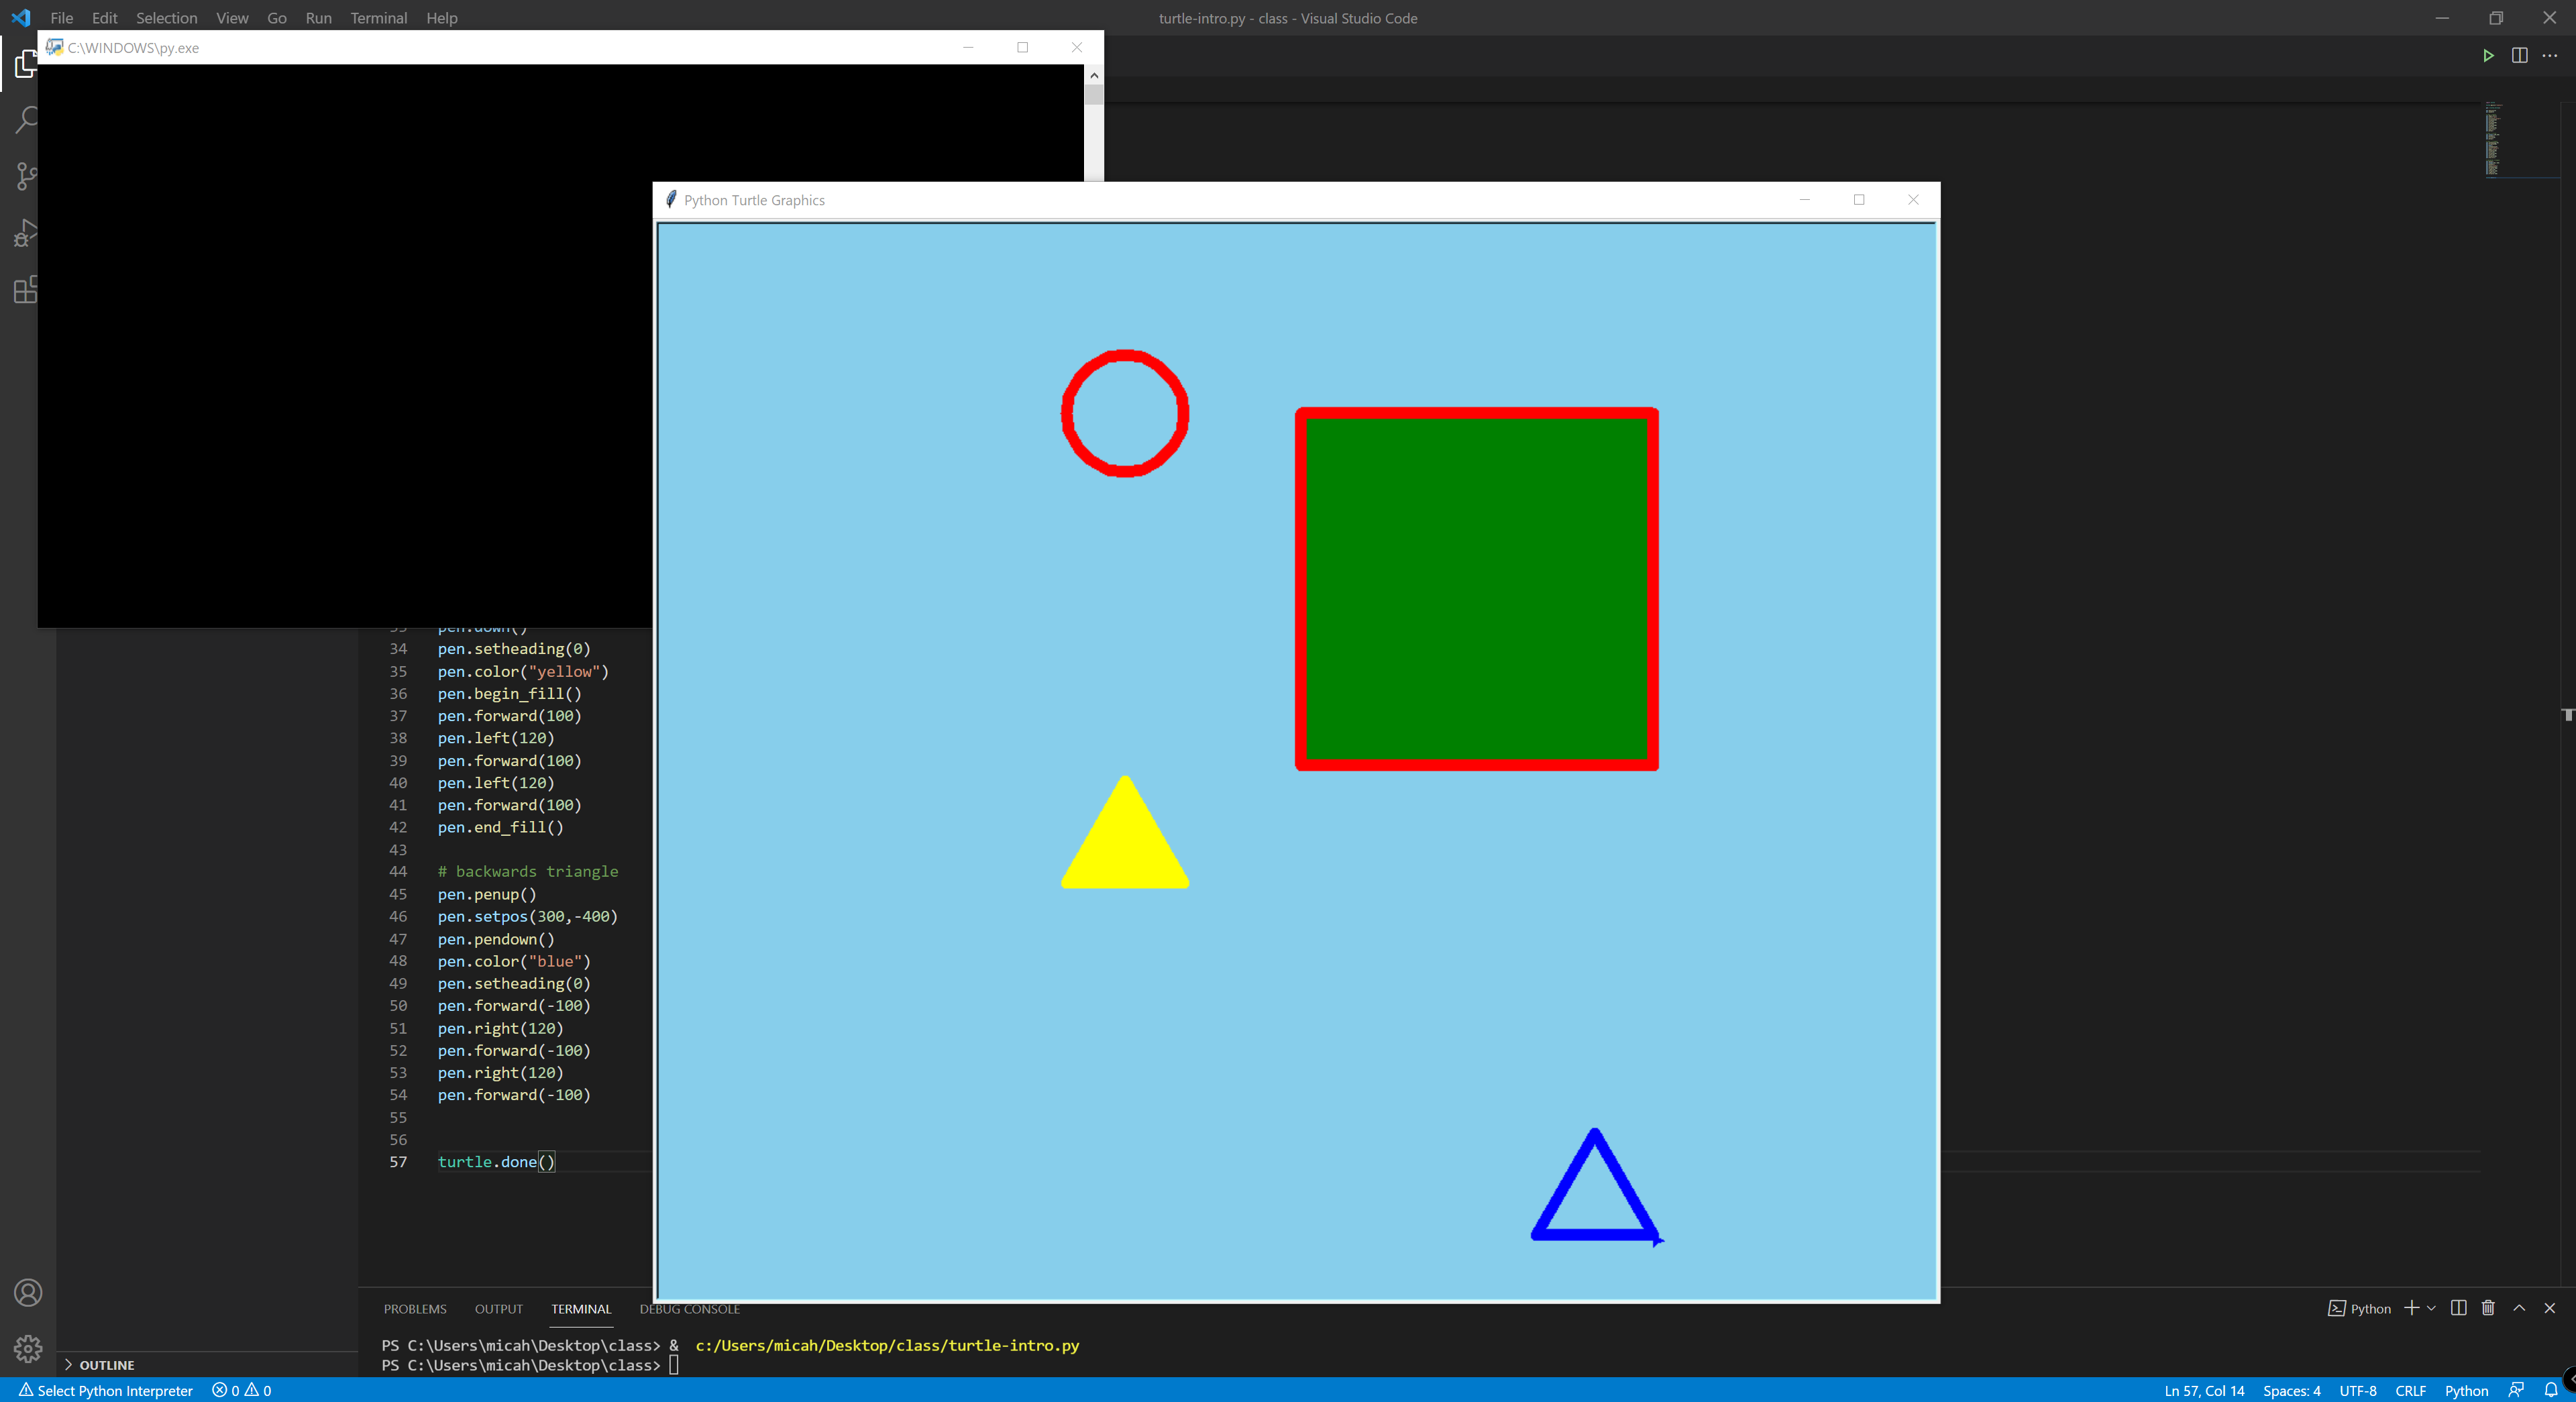 File Edit Selection View Go Run Terminal Help
turtle-intro.py - class - Visual Studio Code
C:\WINDOWS\py.exe
Python Turtle Graphics
33 pen.down()
34 pen.setheading(0)
35 pen.color("yellow")
36 pen.begin_fill()
37 pen.forward(100)
38 pen.left(120)
39 pen.forward(100)
40 pen.left(120)
41 pen.forward(100)
42 pen.end_fill()
43
44 # backwards triangle
45 pen.penup()
46 pen.setpos(300,-400)
47 pen.pendown()
48 pen.color("blue")
49 pen.setheading(0)
50 pen.forward(-100)
51 pen.right(120)
52 pen.forward(-100)
53 pen.right(120)
54 pen.forward(-100)
55
56
57 turtle.done()
PROBLEMS OUTPUT TERMINAL DEBUG CONSOLE
Python
PS C:\Users\micah\Desktop\class> & c:/Users/micah/Desktop/class/turtle-intro.py
PS C:\Users\micah\Desktop\class>
OUTLINE
Select Python Interpreter 0 0
Ln 57, Col 14 Spaces: 4 UTF-8 CRLF Python